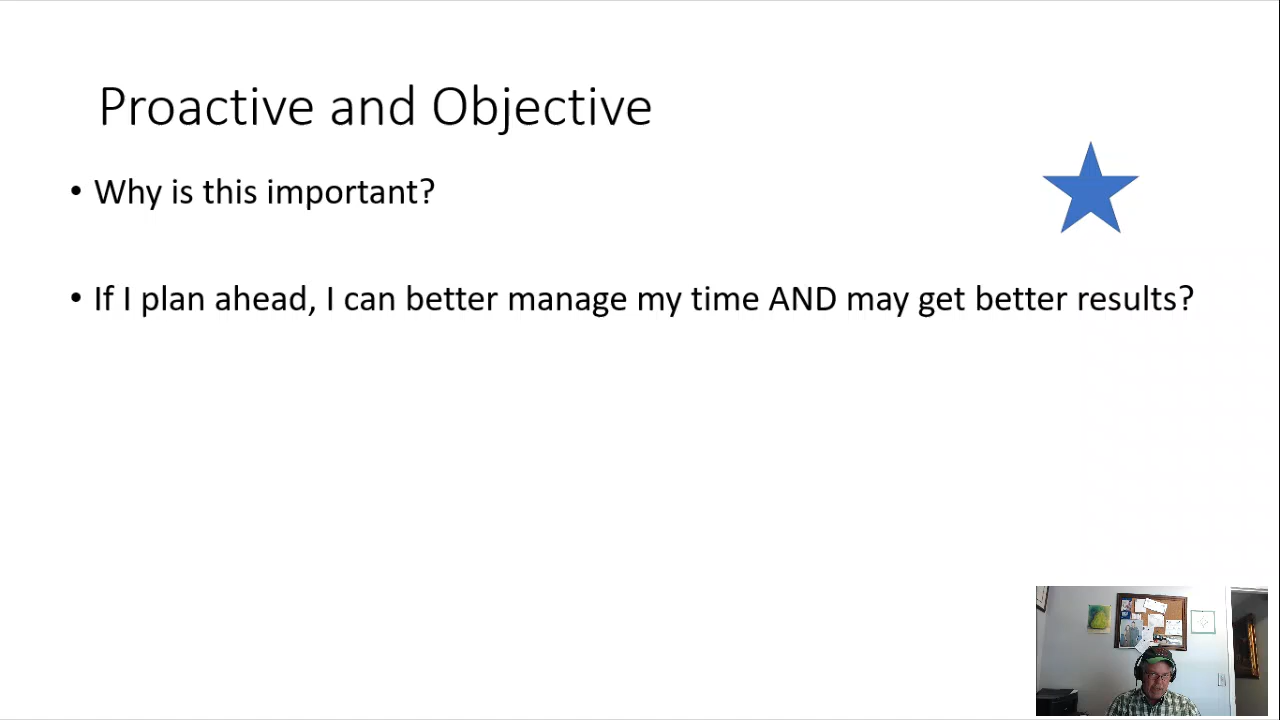 Proactive and Objective
• Why is this important?
• If I plan ahead, I can better manage my time AND may get better results?